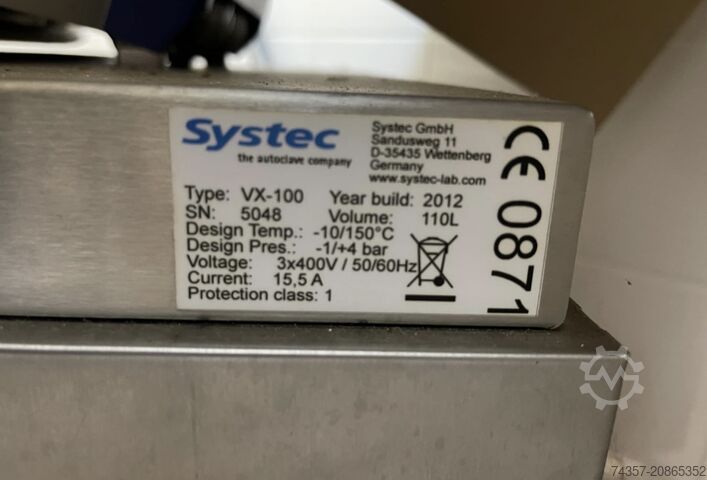 Systec
the autoclave company
Systec GmbH
Sandusweg 11
D-35435 Wettenberg
Germany
www.systec-lab.com
Type: VX-100 Year build: 2012
SN: 5048 Volume: 110L
Design Temp.: -10/150°C
Design Pres.: -1/+4 bar
Voltage: 3x400V / 50/60Hz
Current: 15,5 A
Protection class: 1
CE 0871
74357-20865352